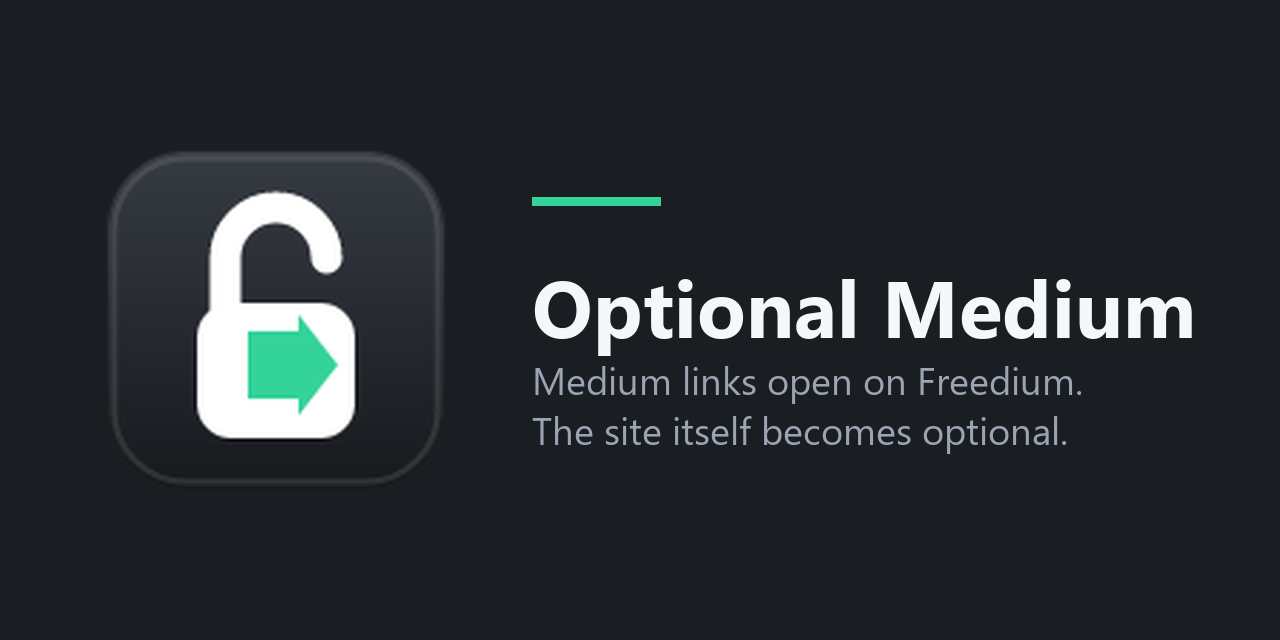 Optional Medium
Medium links open on Freedium.
The site itself becomes optional.